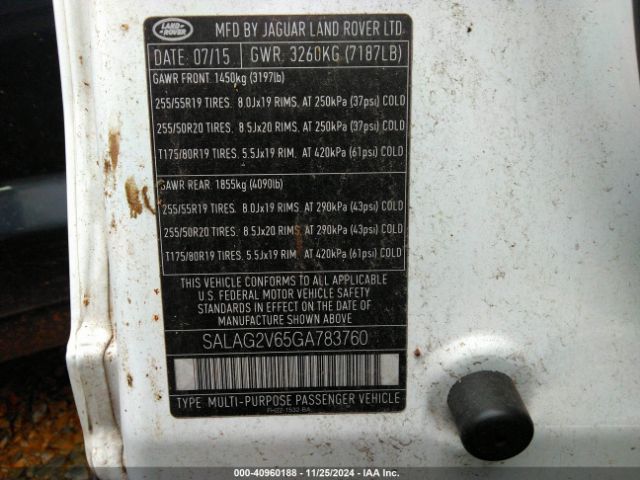 LAND ROVER
MFD BY JAGUAR LAND ROVER LTD.
DATE: 07/15 GWR: 3260KG (7187LB)
GAWR FRONT: 1450kg (3197lb)
255/55R19 TIRES. 8.0Jx19 RIMS, AT 250kPa (37psi) COLD
255/50R20 TIRES. 8.5Jx20 RIMS, AT 250kPa (37psi) COLD
T175/80R19 TIRES. 5.5Jx19 RIM. AT 420kPa (61psi) COLD
GAWR REAR: 1855kg (4090lb)
255/55R19 TIRES. 8.0Jx19 RIMS, AT 290kPa (43psi) COLD
255/50R20 TIRES. 8.5Jx20 RIMS, AT 290kPa (43psi) COLD
T175/80R19 TIRES. 5.5Jx19 RIM. AT 420kPa (61psi) COLD
THIS VEHICLE CONFORMS TO ALL APPLICABLE
U.S. FEDERAL MOTOR VEHICLE SAFETY
STANDARDS IN EFFECT ON THE DATE OF
MANUFACTURE SHOWN ABOVE
SALAG2V65GA783760
TYPE: MULTI-PURPOSE PASSENGER VEHICLE
FH22-1532-BA
000-40960188 - 11/25/2024 - IAA Inc.